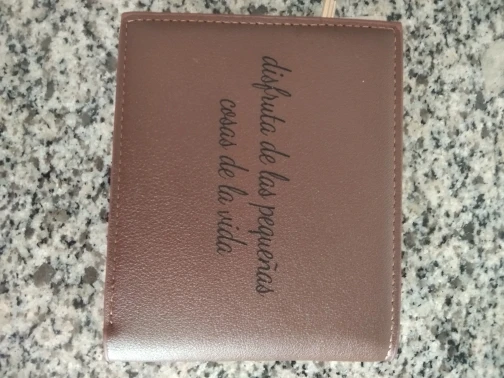 disfruta de las pequeñas
cosas de la vida